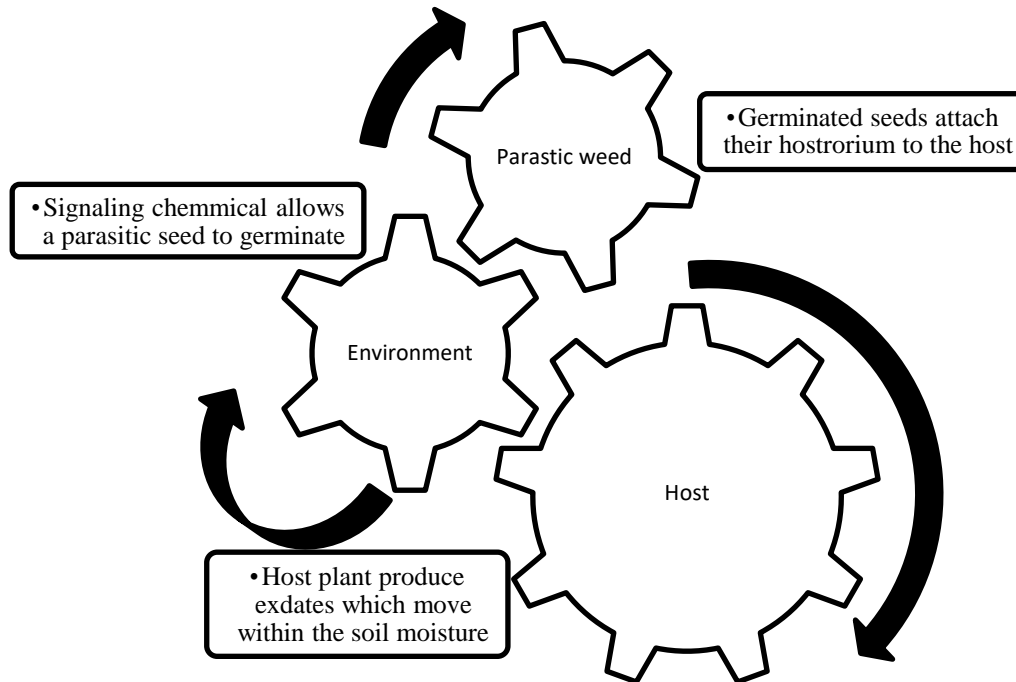 Parastic weed
•Germinated seeds attach
their hostrorium to the host
•Signaling chemmical allows
a parasitic seed to germinate
Environment
Host
•Host plant produce
exdates which move
within the soil moisture